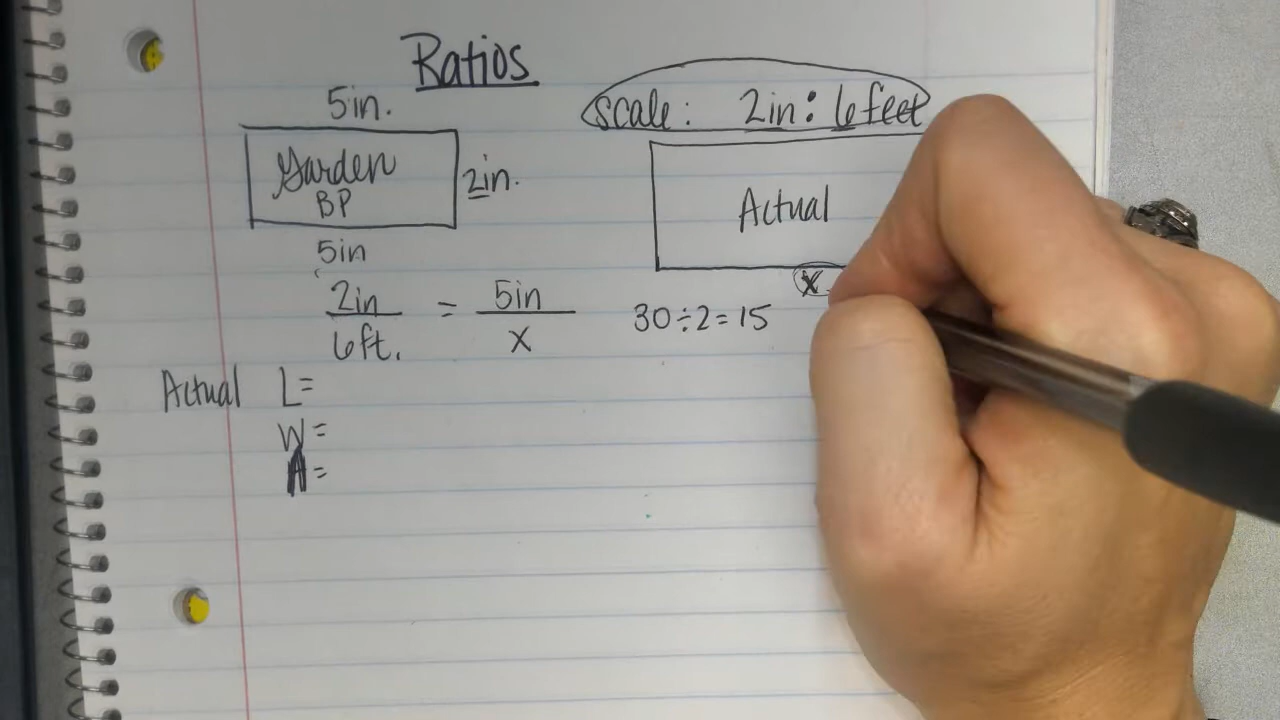 Ratios
5in.
scale: 2in: 6feet
Garden
BP
2in.
Actual
5in
x
2in = 5in
6ft. x
30÷2=15
Actual L=
W=
A=